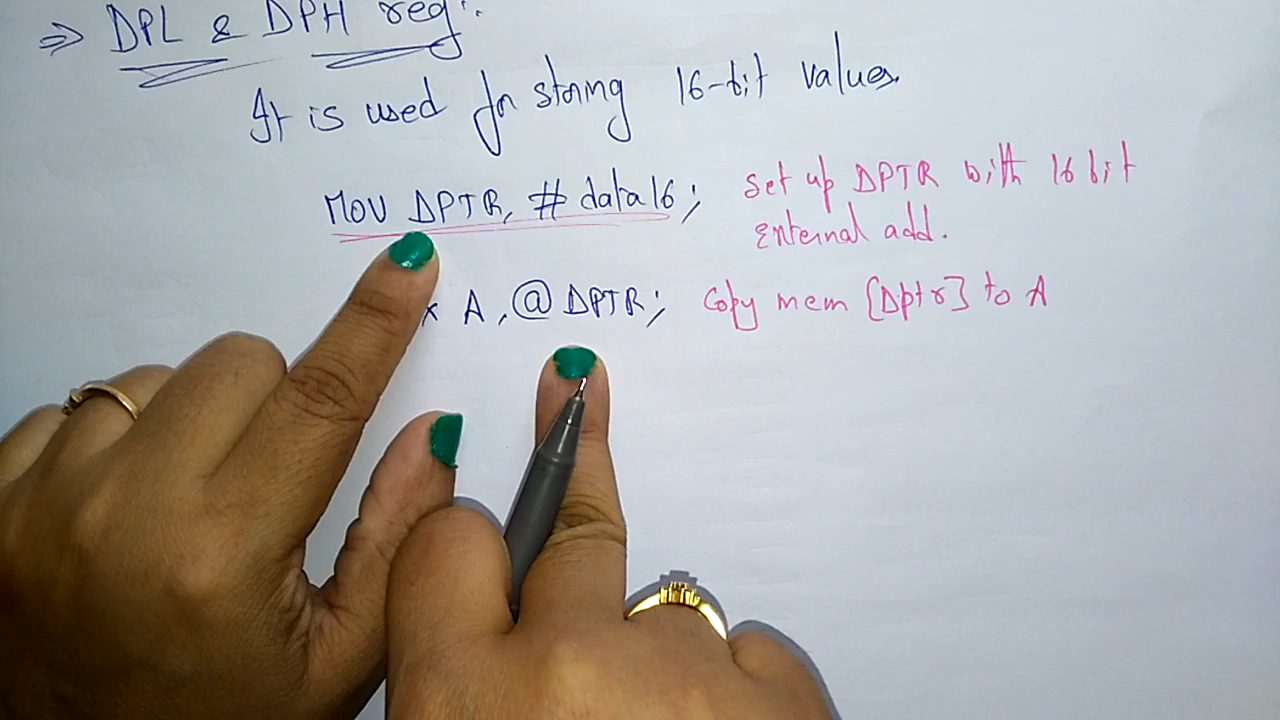 ⇒ DPL & DPH reg:.
It is used for storing 16-bit values.
MOV DPTR, # data16; Set up DPTR with 16 bit
External add.
x A, @ DPTR; Copy mem [Dptr] to A